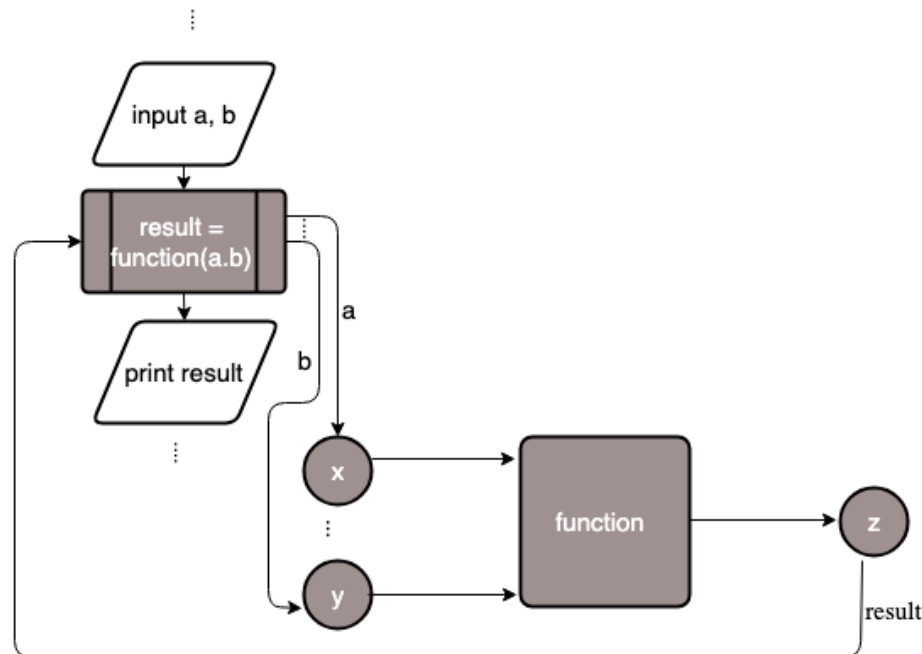 input a, b
result =
function(a.b)
a
b
print result
x
function
z
y
result